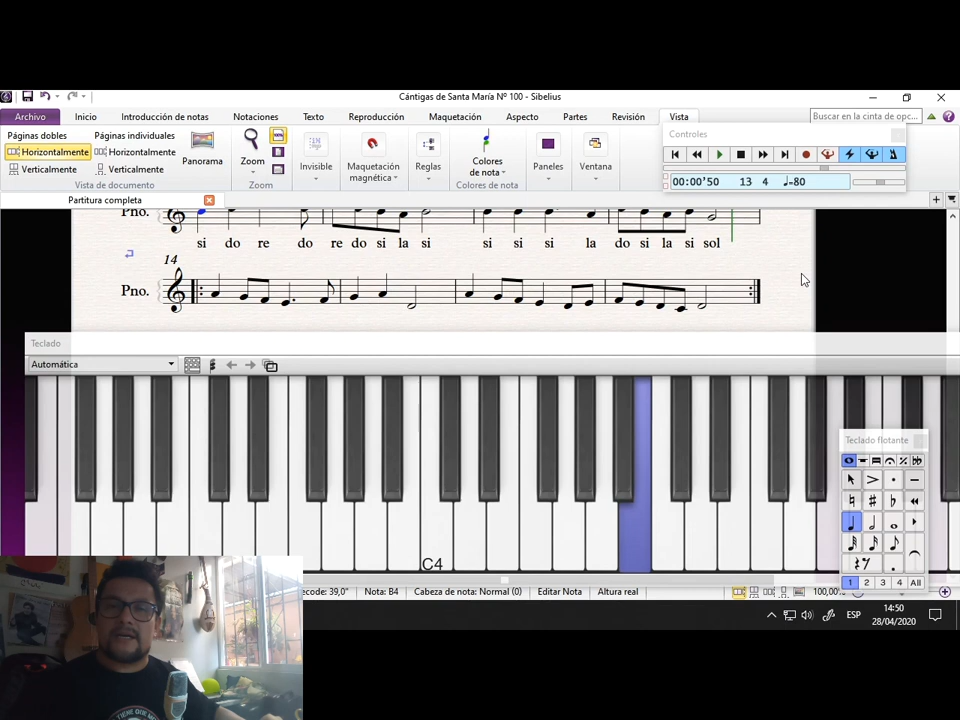 Cántigas de Santa María Nº 100 - Sibelius
Archivo Inicio Introducción de notas Notaciones Texto Reproducción Maquetación Aspecto Partes Revisión Vista Buscar en la cinta de opc...
Páginas dobles Páginas individuales
Horizontalmente Horizontalmente
Verticalmente Verticalmente
Panorama
Zoom
Invisible
Maquetación magnética
Reglas
Colores de nota
Paneles
Ventana
Vista de documento Zoom Colores de nota
Controles
00:00'50 13 4 ♩=80
Partitura completa
Pno.
si do re do re do si la si si si si la do si la si sol
14
Pno.
Teclado
Automática
Teclado flotante
C4
1 2 3 4 All
ecode: 39,0° Nota: B4 Cabeza de nota: Normal (0) Editar Nota Altura real 100,00%
ESP
14:50
28/04/2020